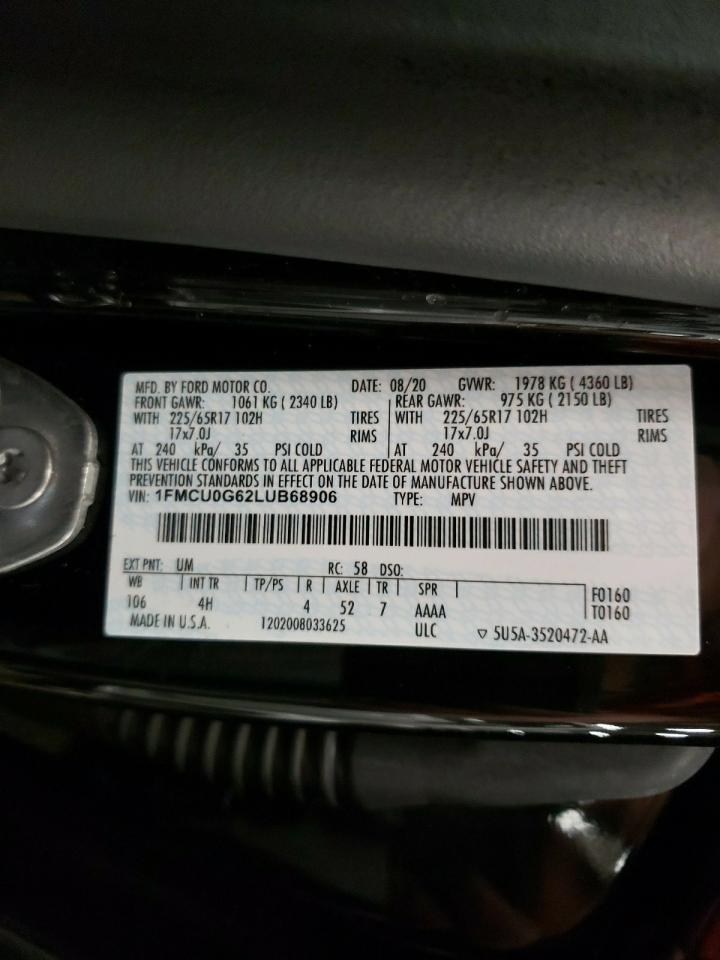 MFD. BY FORD MOTOR CO. DATE: 08/20 GVWR: 1978 KG ( 4360 LB)
FRONT GAWR: 1061 KG ( 2340 LB) REAR GAWR: 975 KG ( 2150 LB)
WITH 225/65R17 102H TIRES WITH 225/65R17 102H TIRES
17x7.0J RIMS 17x7.0J RIMS
AT 240 kPa/ 35 PSI COLD AT 240 kPa/ 35 PSI COLD
THIS VEHICLE CONFORMS TO ALL APPLICABLE FEDERAL MOTOR VEHICLE SAFETY AND THEFT
PREVENTION STANDARDS IN EFFECT ON THE DATE OF MANUFACTURE SHOWN ABOVE.
VIN: 1FMCU0G62LUB68906 TYPE: MPV
EXT PNT: UM RC: 58 DSO:
WB INT TR TP/PS R AXLE TR SPR F0160
106 4H 4 52 7 AAAA T0160
MADE IN U.S.A. 1202008033625 ULC ▽ 5U5A-3520472-AA